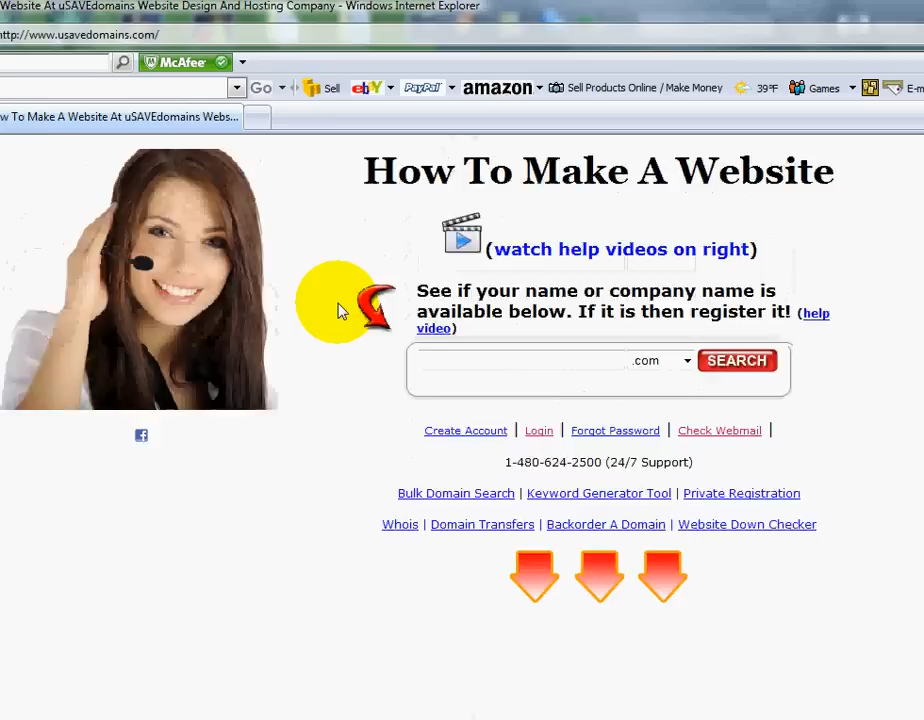 Website At uSAVEdomains Website Design And Hosting Company - Windows Internet Explorer
http://www.usavedomains.com/
McAfee
Go Sell ebY PayPal amazon Sell Products Online / Make Money 39°F Games E-m
w To Make A Website At uSAVEdomains Webs...
How To Make A Website
(watch help videos on right)
See if your name or company name is
available below. If it is then register it! (help
video)
.com SEARCH
Create Account | Login | Forgot Password | Check Webmail |
1-480-624-2500 (24/7 Support)
Bulk Domain Search | Keyword Generator Tool | Private Registration
Whois | Domain Transfers | Backorder A Domain | Website Down Checker